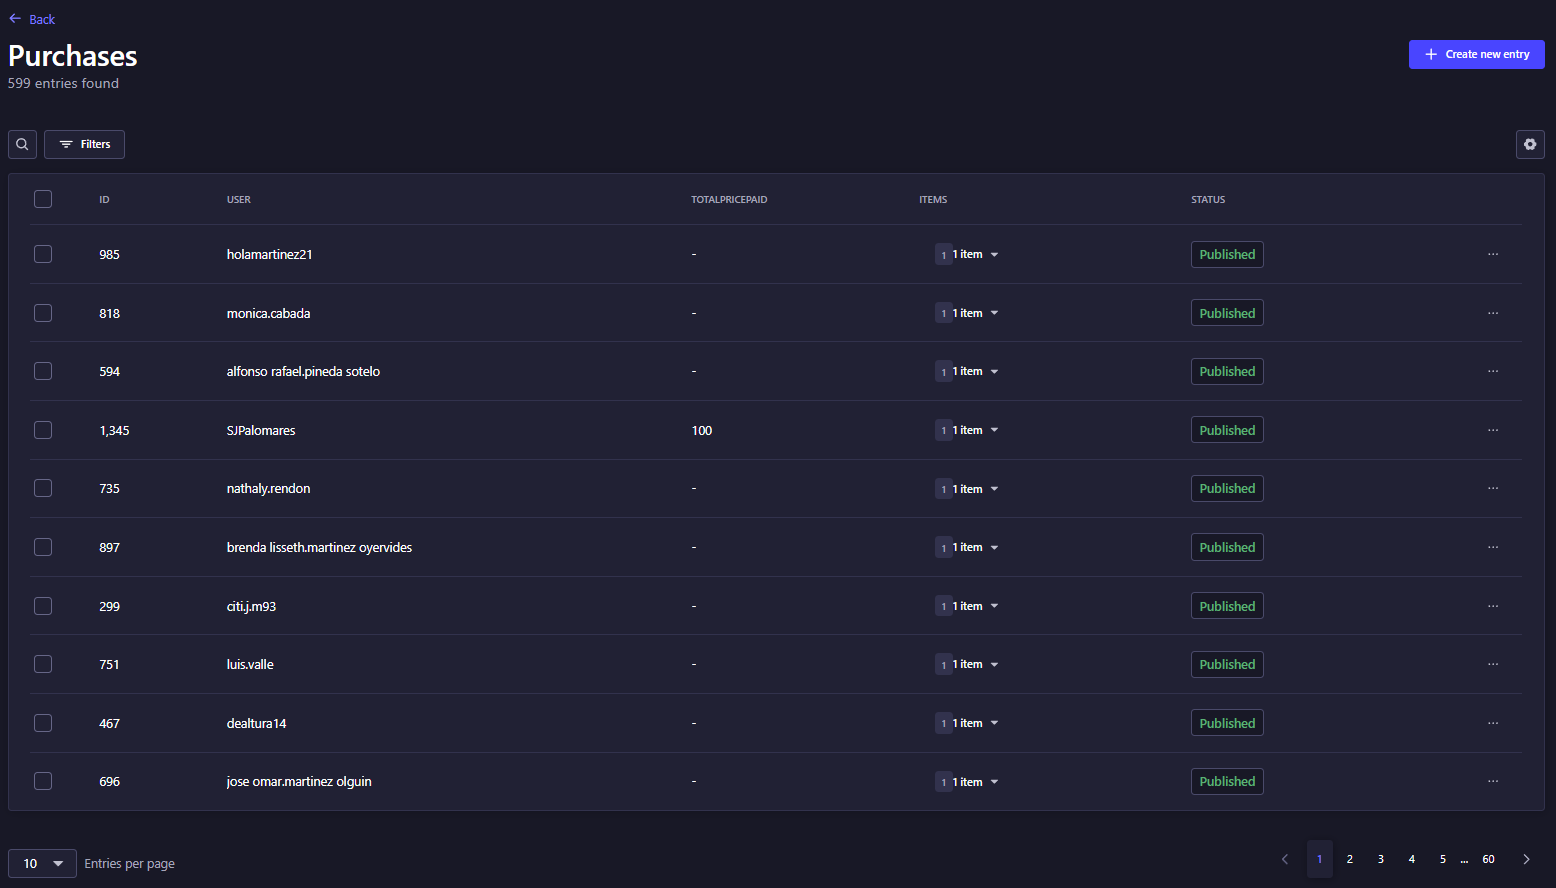 Back
Purchases
599 entries found
Create new entry
Filters
ID USER TOTALPRICEPAID ITEMS STATUS
985 holamartinez21 - 1 1 item Published ...
818 monica.cabada - 1 1 item Published ...
594 alfonso rafael.pineda sotelo - 1 1 item Published ...
1,345 SJPalomares 100 1 1 item Published ...
735 nathaly.rendon - 1 1 item Published ...
897 brenda lisseth.martinez oyervides - 1 1 item Published ...
299 citi.j.m93 - 1 1 item Published ...
751 luis.valle - 1 1 item Published ...
467 dealtura14 - 1 1 item Published ...
696 jose omar.martinez olguin - 1 1 item Published ...
10 Entries per page 1 2 3 4 5 ... 60